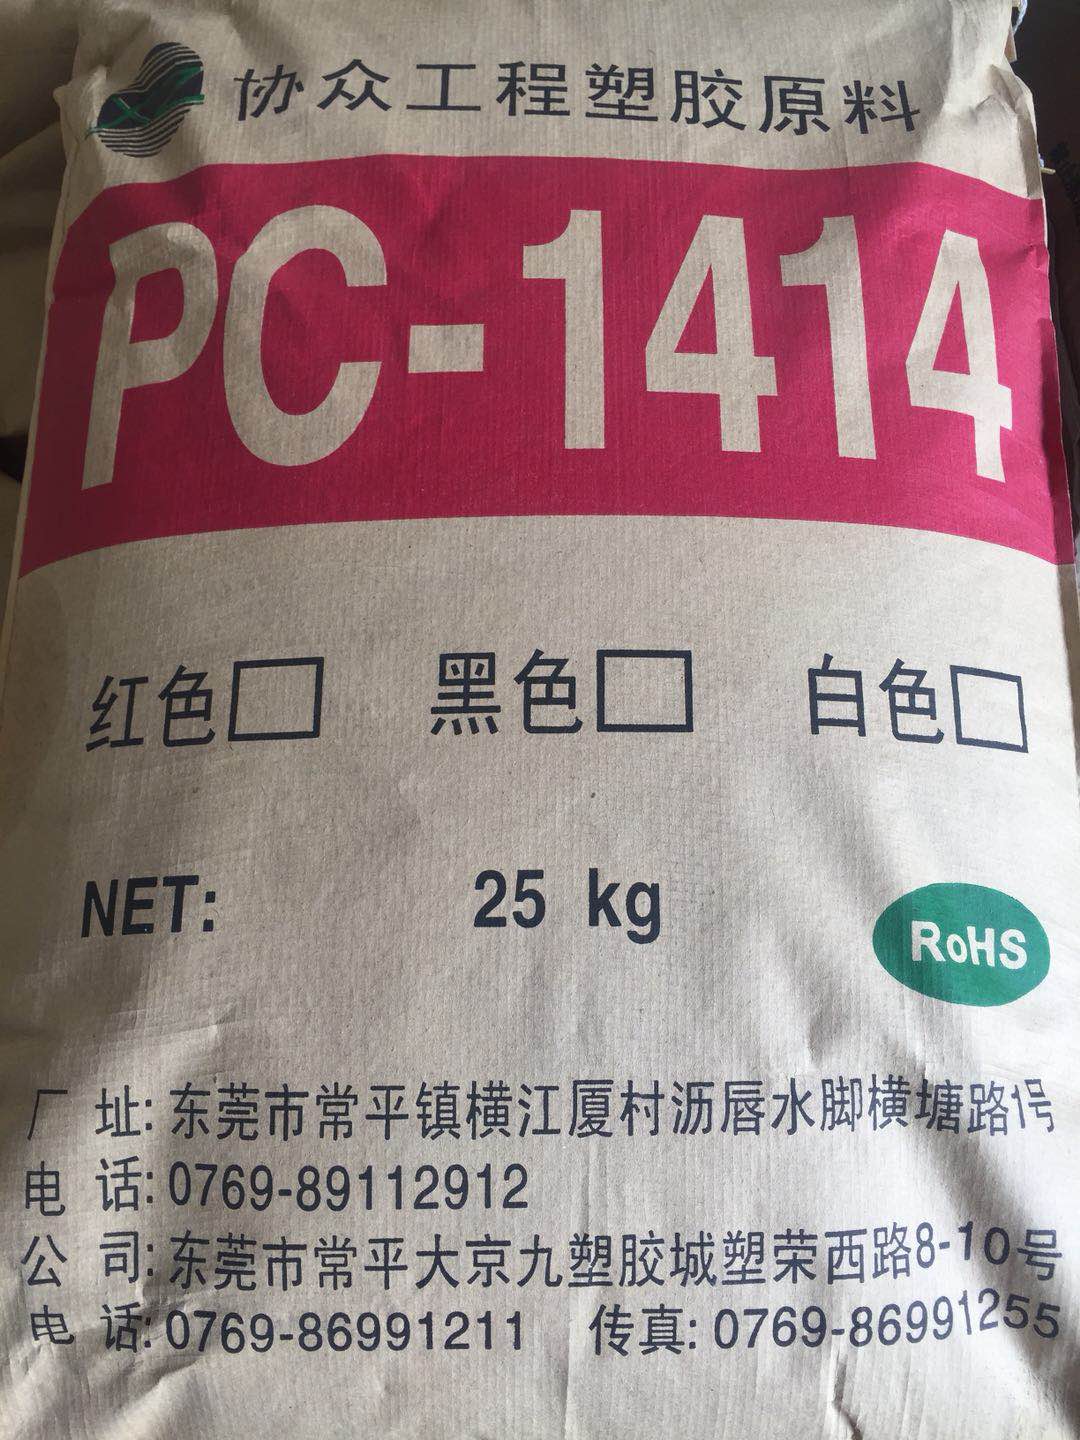 协众工程塑胶原料
PC-1414
红色□ 黑色□ 白色□
NET: 25 kg
RoHS
厂 址: 东莞市常平镇横江厦村沥唇水脚横塘路1号
电 话: 0769-89112912
公 司: 东莞市常平大京九塑胶城塑荣西路8-10号
电 话: 0769-86991211 传真: 0769-86991255